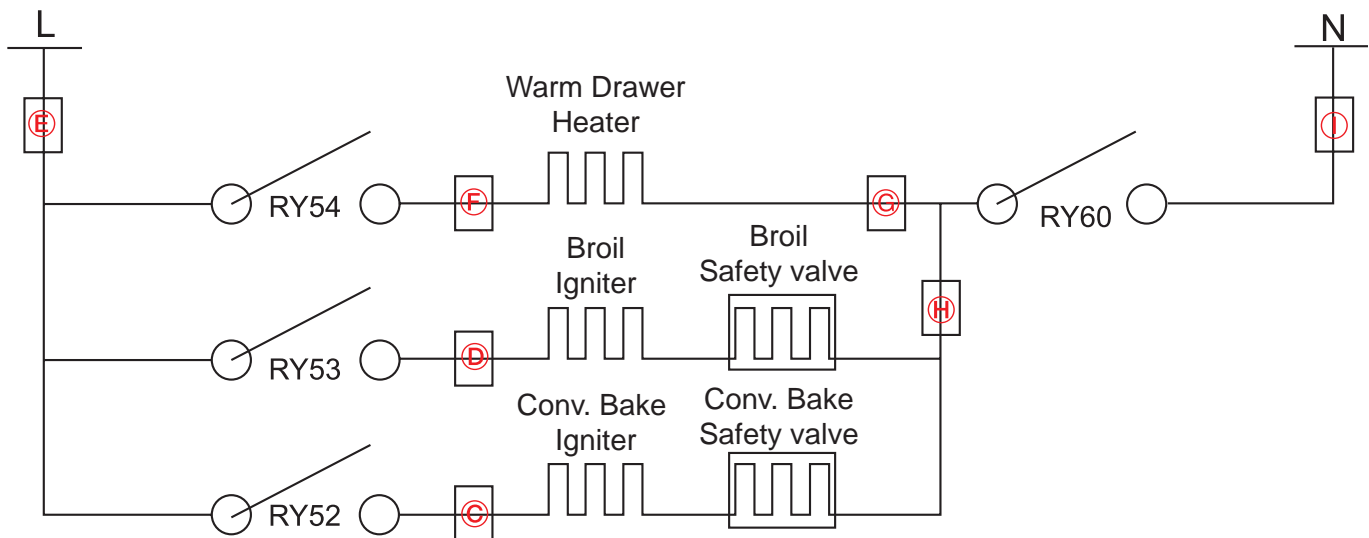 L
N
Warm Drawer
Heater
Ⓔ
Ⓘ
RY54
Ⓕ
Ⓖ
RY60
Broil
Igniter
Broil
Safety valve
Ⓗ
RY53
Ⓓ
Conv. Bake
Igniter
Conv. Bake
Safety valve
RY52
Ⓒ